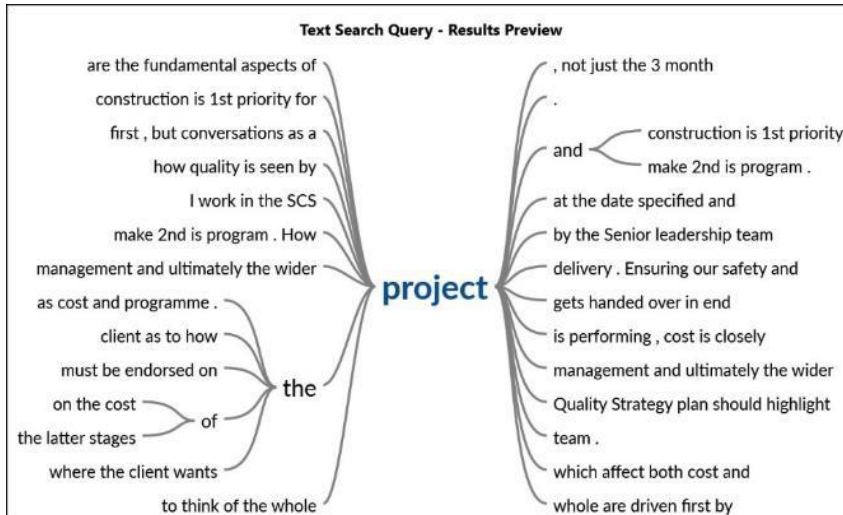 Text Search Query - Results Preview
are the fundamental aspects of
construction is 1st priority for
first , but conversations as a
how quality is seen by
I work in the SCS
make 2nd is program . How
management and ultimately the wider
as cost and programme .
client as to how
must be endorsed on
on the cost
the latter stages
of
where the client wants
the
to think of the whole
project
, not just the 3 month
.
and
construction is 1st priority
make 2nd is program .
at the date specified and
by the Senior leadership team
delivery . Ensuring our safety and
gets handed over in end
is performing , cost is closely
management and ultimately the wider
Quality Strategy plan should highlight
team .
which affect both cost and
whole are driven first by